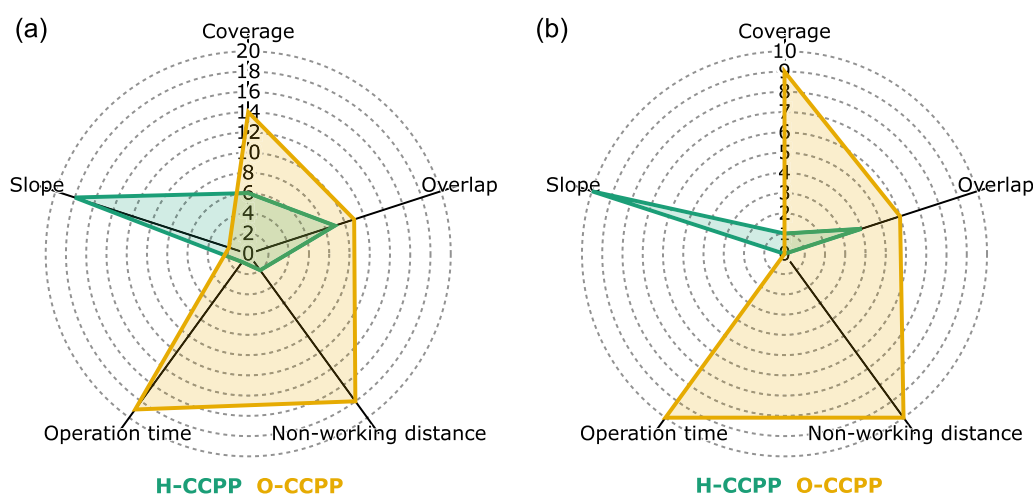 (a)
Coverage
20
18
16
14
12
10
8
6
4
2
0
Slope
Overlap
Operation time
Non-working distance
H-CCPP O-CCPP
(b)
Coverage
10
9
8
7
6
5
4
3
2
1
0
Slope
Overlap
Operation time
Non-working distance
H-CCPP O-CCPP